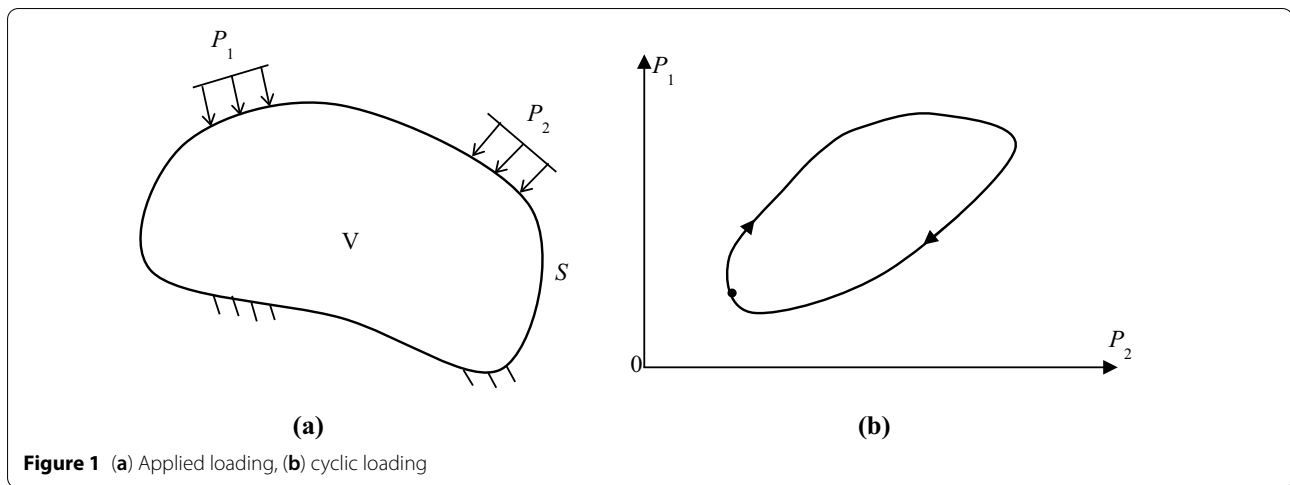 P1
P2
V
S
(a)
P1
0
P2
(b)
Figure 1 (a) Applied loading, (b) cyclic loading